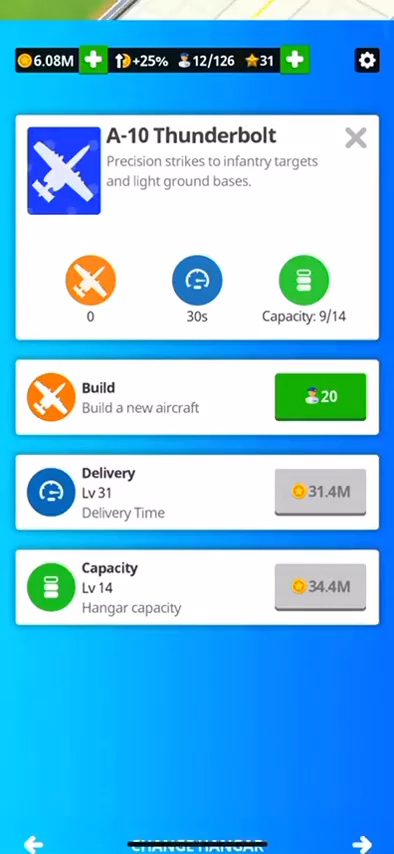 6.08M +25% 12/126 31
A-10 Thunderbolt
Precision strikes to infantry targets
and light ground bases.
0 30s Capacity: 9/14
Build
Build a new aircraft
20
Delivery
Lv 31
Delivery Time
31.4M
Capacity
Lv 14
Hangar capacity
34.4M
CHANGE HANGAR